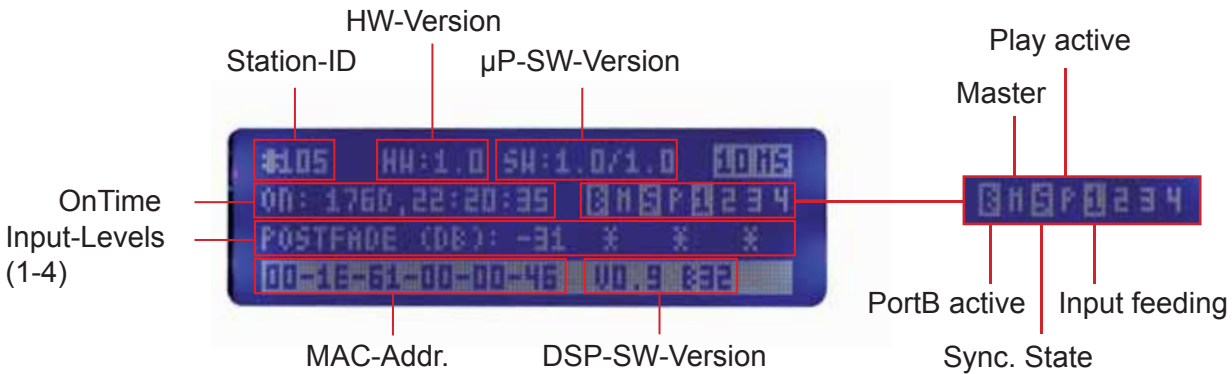 HW-Version
Play active
Station-ID
µP-SW-Version
Master
#105 HW:1.0 SW:1.0/1.0 10MS
OnTime
ON: 176D,22:20:35 B M S P 1 2 3 4
B M S P 1 2 3 4
Input-Levels
(1-4)
POSTFADE (DB): -31 * * *
00-1E-61-00-00-46 V0.9 B32
PortB active
Input feeding
MAC-Addr.
DSP-SW-Version
Sync. State